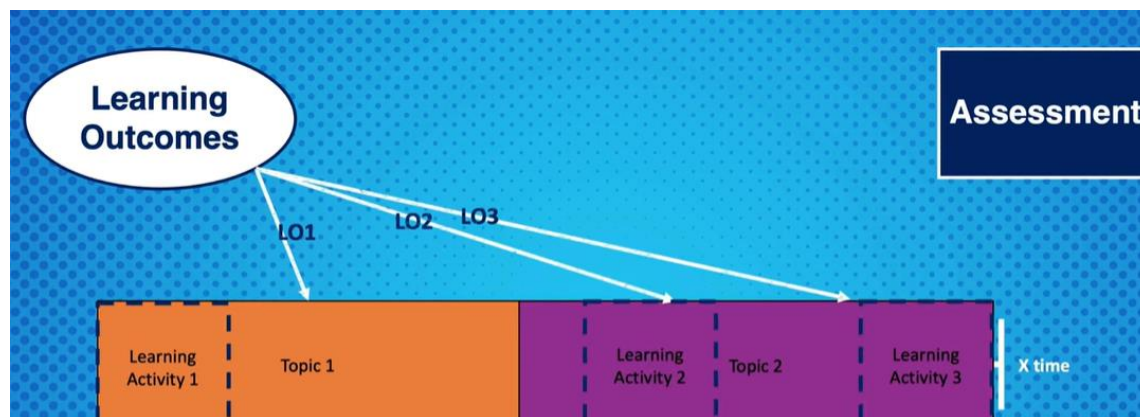 Learning
Outcomes
Assessment
LO1
LO2
LO3
Learning
Activity 1
Topic 1
Learning
Activity 2
Topic 2
Learning
Activity 3
X time